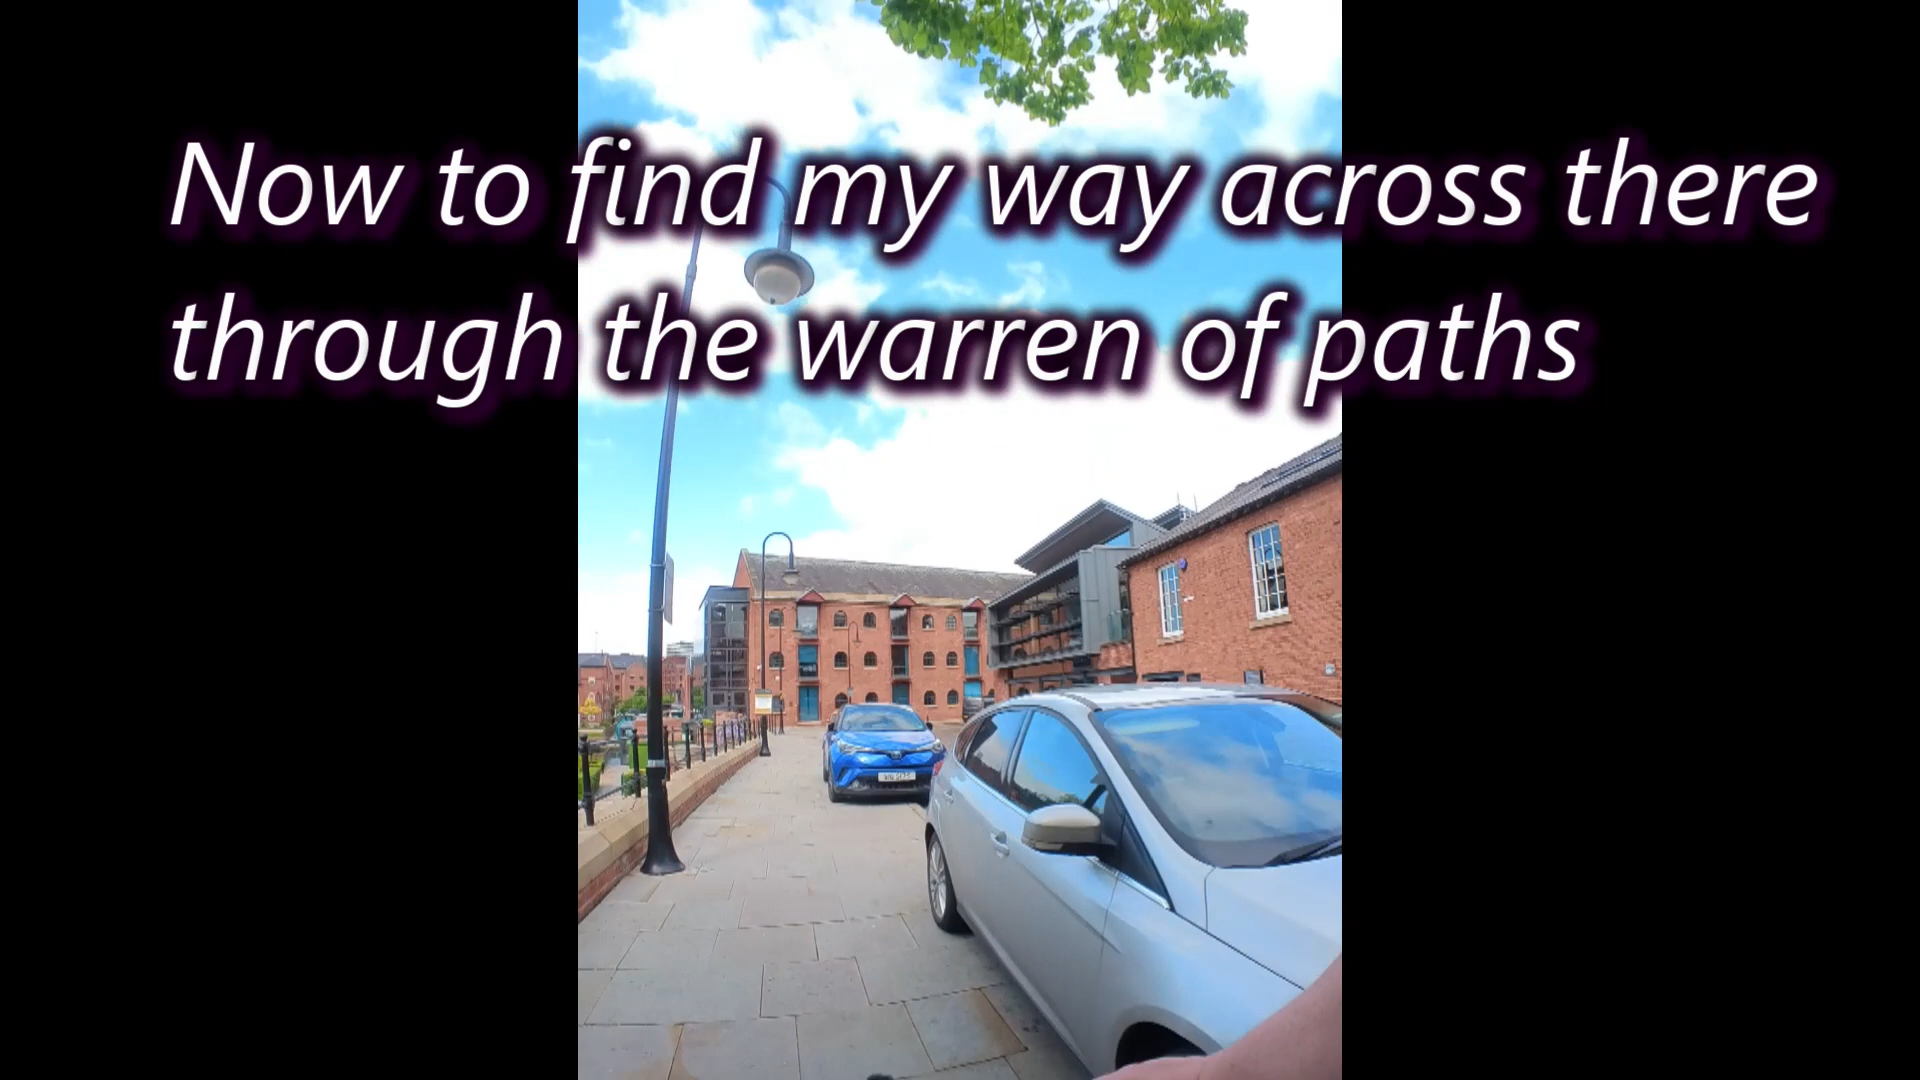 Now to find my way across there
through the warren of paths